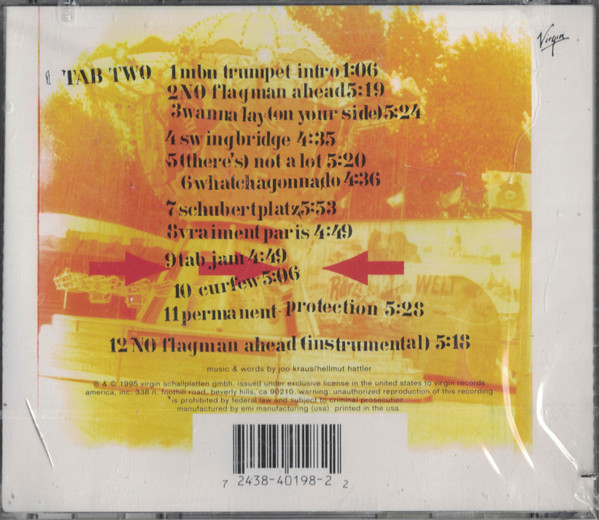 Virgin
TAB TWO
1 mbn trumpet intro 1:06
2 NO flagman ahead 5:19
3 wanna lay (on your side) 5:24
4 swingbridge 4:35
5 (there's) not a lot 5:20
6 whatchagonnado 4:36
7 schubertplatz 5:53
8 vraiment paris 4:49
9 tab jam 4:49
10 curfew 5:06
WELT
11 permanent-protection 5:28
12 NO flagman ahead (instrumental) 5:18
music & words by joo kraus/hellmut hattler
℗ & © 1995 virgin schallplatten gmbh. issued under exclusive license in the united states to virgin records
america, inc. 338 n. foothill road, beverly hills, ca 90210. warning: unauthorized reproduction of this recording
is prohibited by federal law and subject to criminal prosecution.
manufactured by emi manufacturing (usa). printed in the usa.
7 2438-40198-2 2